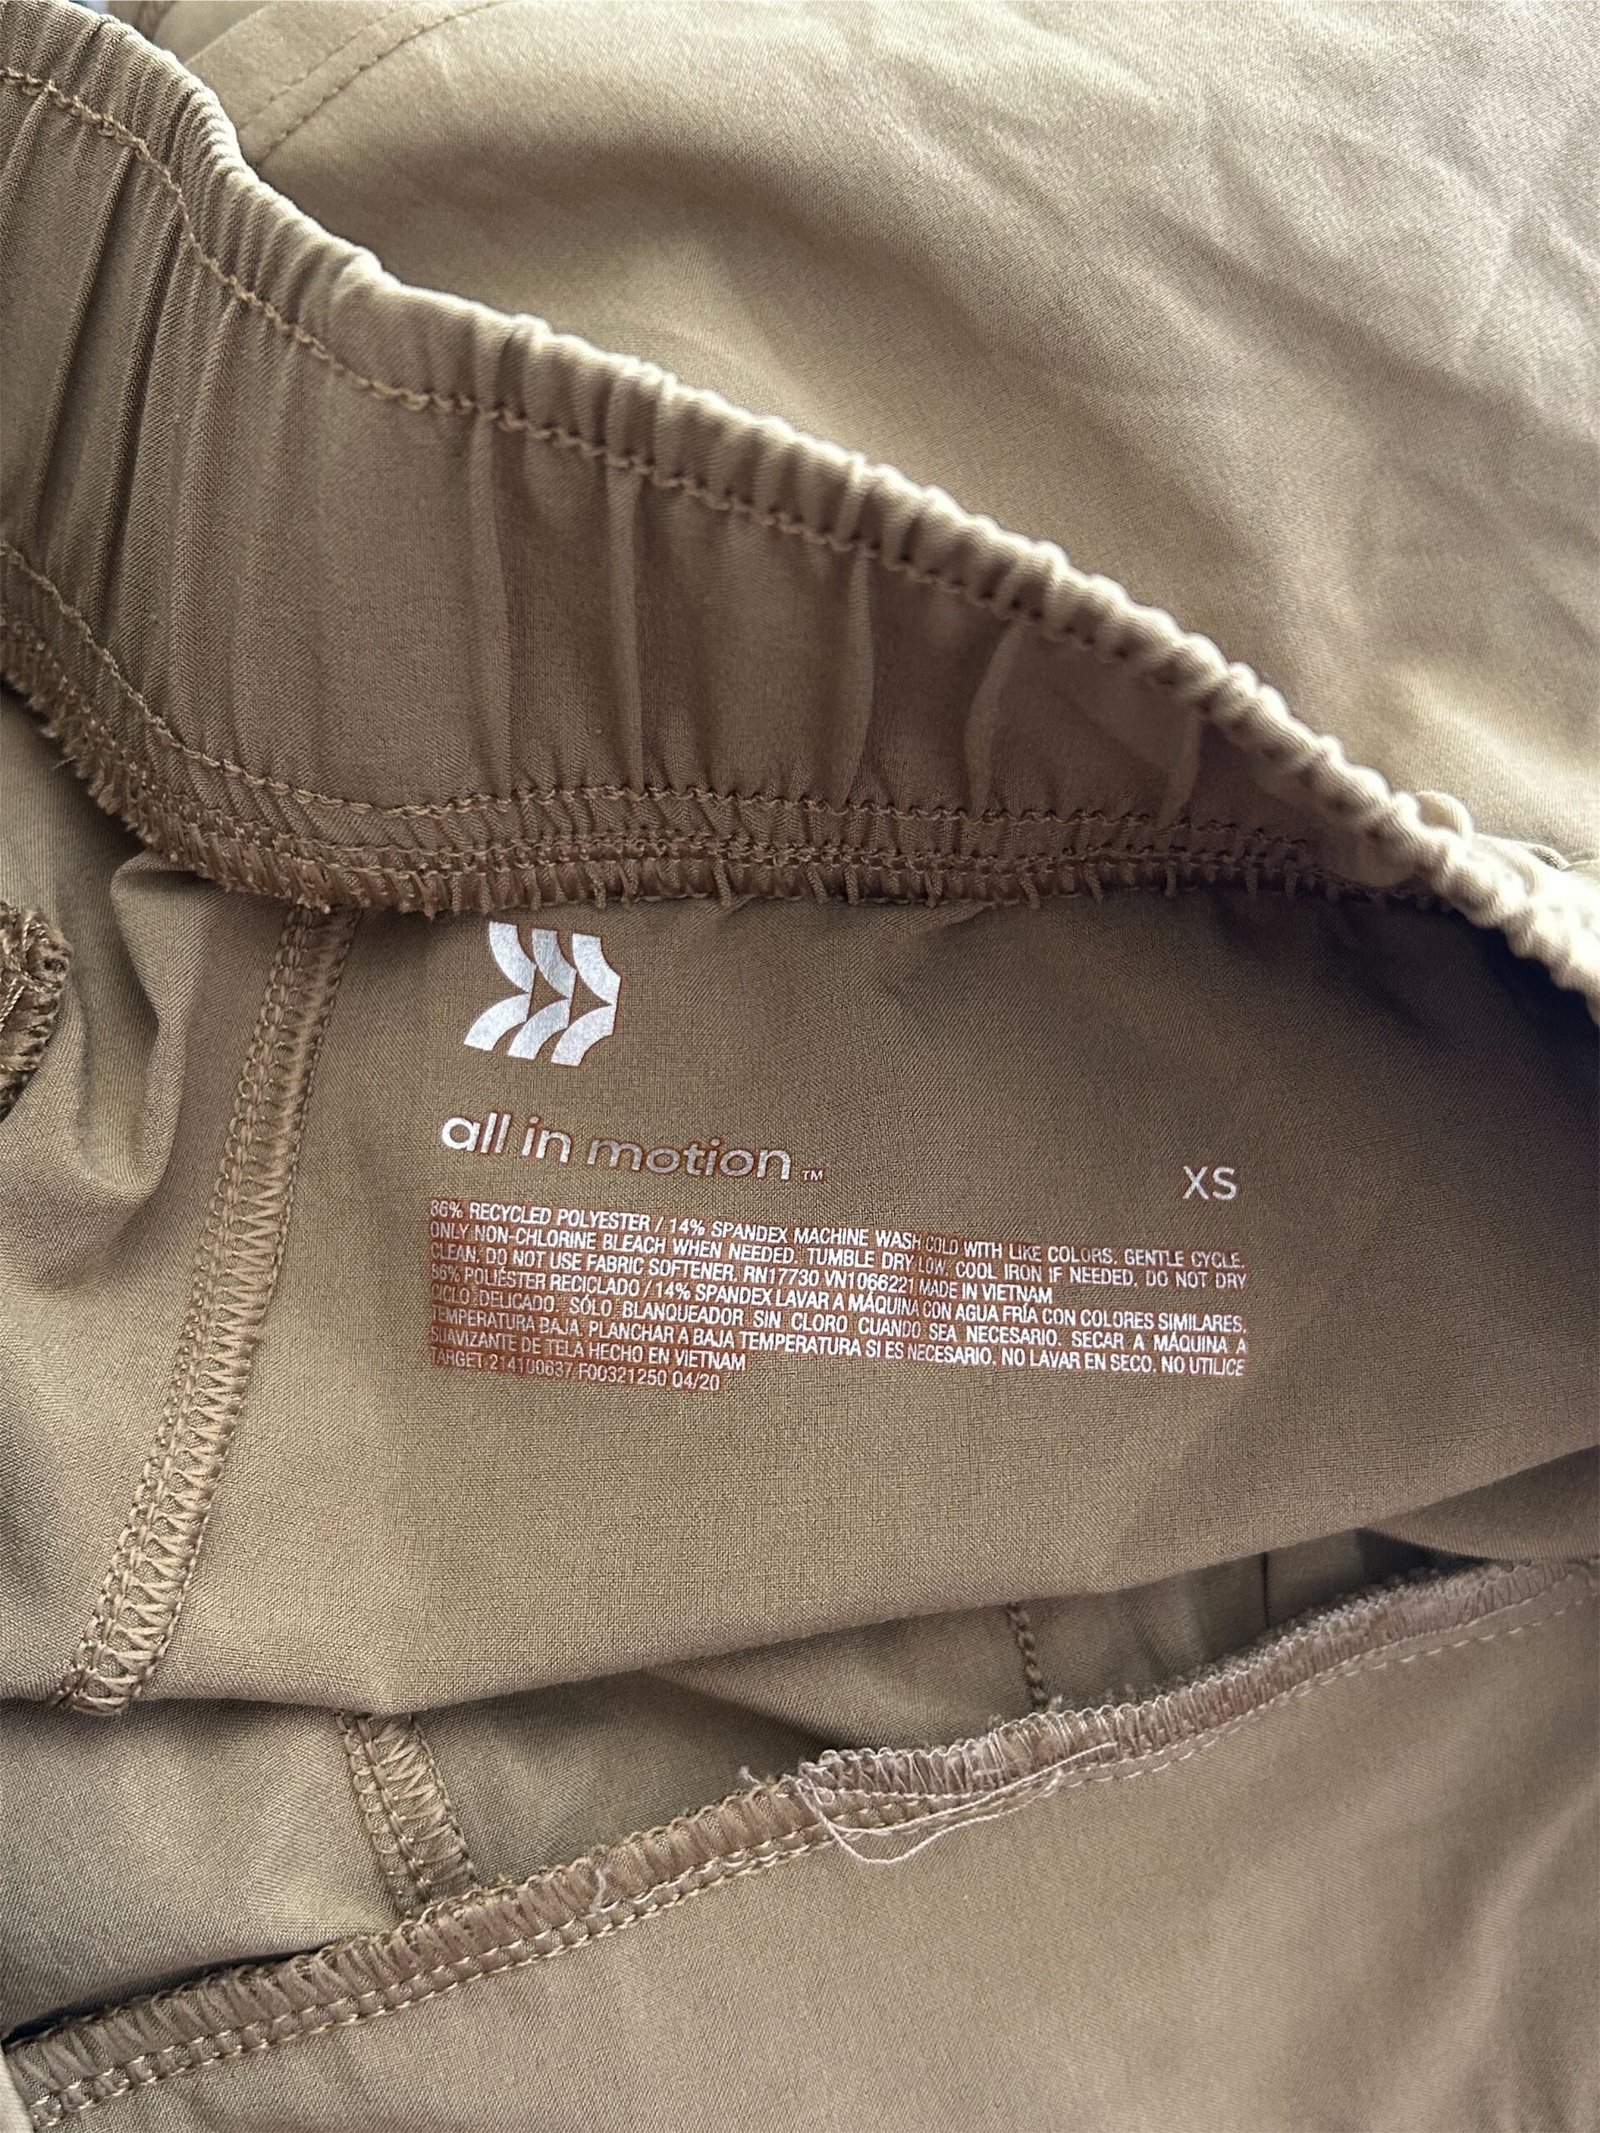 all in motion™
XS
86% RECYCLED POLYESTER / 14% SPANDEX MACHINE WASH COLD WITH LIKE COLORS. GENTLE CYCLE.
ONLY NON-CHLORINE BLEACH WHEN NEEDED. TUMBLE DRY LOW. COOL IRON IF NEEDED. DO NOT DRY
CLEAN. DO NOT USE FABRIC SOFTENER. RN17730 VN1066221 MADE IN VIETNAM
86% POLIÉSTER RECICLADO / 14% SPANDEX LAVAR A MÁQUINA CON AGUA FRÍA CON COLORES SIMILARES.
CICLO DELICADO. SÓLO BLANQUEADOR SIN CLORO CUANDO SEA NECESARIO. SECAR A MÁQUINA A
TEMPERATURA BAJA. PLANCHAR A BAJA TEMPERATURA SI ES NECESARIO. NO LAVAR EN SECO. NO UTILICE
SUAVIZANTE DE TELA HECHO EN VIETNAM
TARGET 214100637 F00321250 04/20